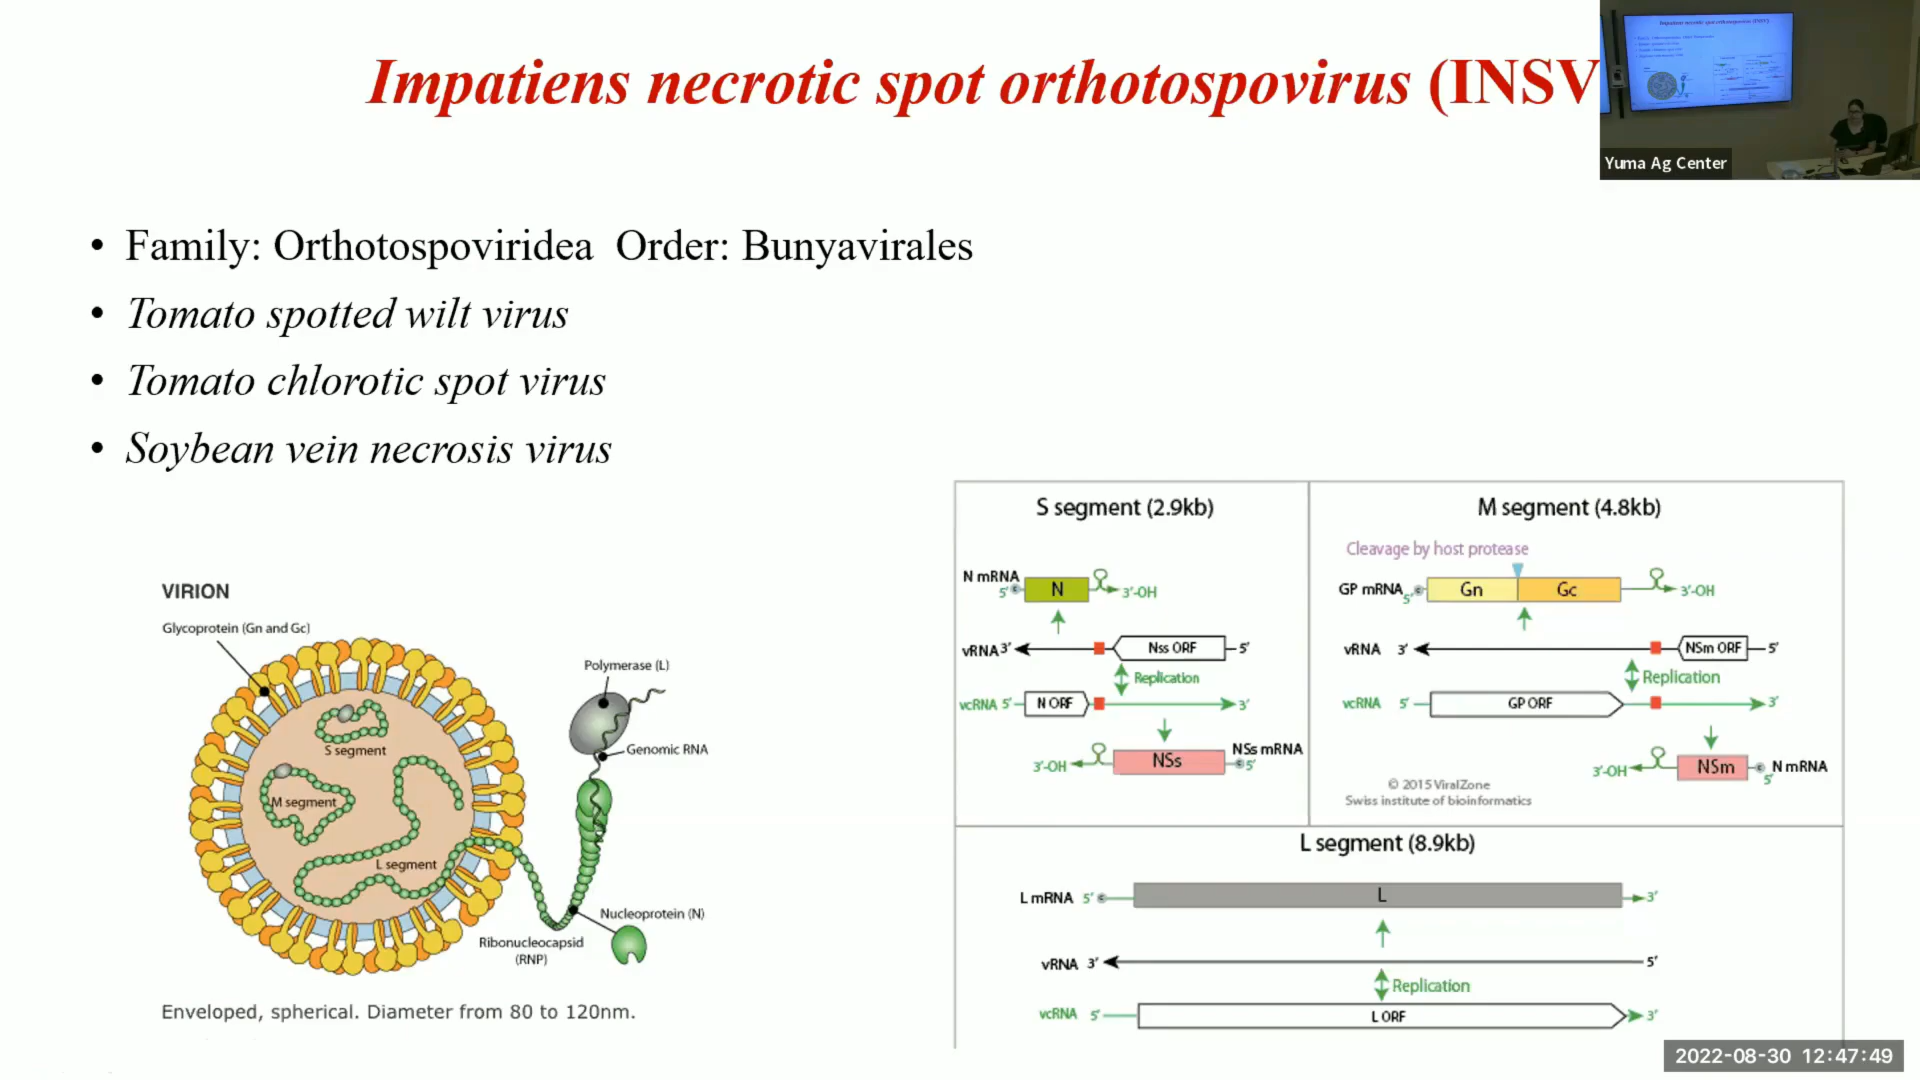 Impatiens necrotic spot orthotospovirus (INSV
Yuma Ag Center
• Family: Orthotospoviridea Order: Bunyavirales
• Tomato spotted wilt virus
• Tomato chlorotic spot virus
• Soybean vein necrosis virus
VIRION
Glycoprotein (Gn and Gc)
Polymerase (L)
S segment
Genomic RNA
M segment
L segment
Nucleoprotein (N)
Ribonucleocapsid
(RNP)
Enveloped, spherical. Diameter from 80 to 120nm.
S segment (2.9kb)
N mRNA 5' c N 3'-OH
vRNA 3' Nss ORF 5'
Replication
vcRNA 5' N ORF 3'
3'-OH NSs NSs mRNA c 5'
M segment (4.8kb)
Cleavage by host protease
GP mRNA 5' c Gn Gc 3'-OH
vRNA 3' NSm ORF 5'
Replication
vcRNA 5' GP ORF 3'
3'-OH NSm c N mRNA 5'
© 2015 ViralZone
Swiss institute of bioinformatics
L segment (8.9kb)
L mRNA 5' c L 3'
vRNA 3' 5'
Replication
vcRNA 5' L ORF 3'
2022-08-30 12:47:49